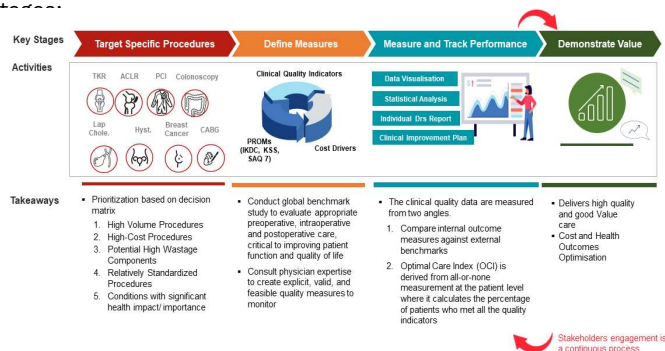 Key Stages
Target Specific Procedures
Define Measures
Measure and Track Performance
Demonstrate Value
Activities
TKR ACLR PCI Colonoscopy
Lap Chole. Hyst. Breast Cancer CABG
Clinical Quality Indicators
PROMs
(IKDC, KSS,
SAQ 7)
Cost Drivers
Data Visualisation
Statistical Analysis
Individual Drs Report
Clinical Improvement Plan
Takeaways
• Prioritization based on decision
matrix
1. High Volume Procedures
2. High-Cost Procedures
3. Potential High Wastage
Components
4. Relatively Standardized
Procedures
5. Conditions with significant
health impact/ importance
• Conduct global benchmark
study to evaluate appropriate
preoperative, intraoperative
and postoperative care,
critical to improving patient
function and quality of life
• Consult physician expertise
to create explicit, valid, and
feasible quality measures to
monitor
• The clinical quality data are measured
from two angles.
1. Compare internal outcome
measures against external
benchmarks
2. Optimal Care Index (OCI) is
derived from all-or-none
measurement at the patient level
where it calculates the percentage
of patients who met all the quality
indicators
• Delivers high quality
and good Value
care
• Cost and Health
Outcomes
Optimisation
Stakeholders engagement is
a continuous process